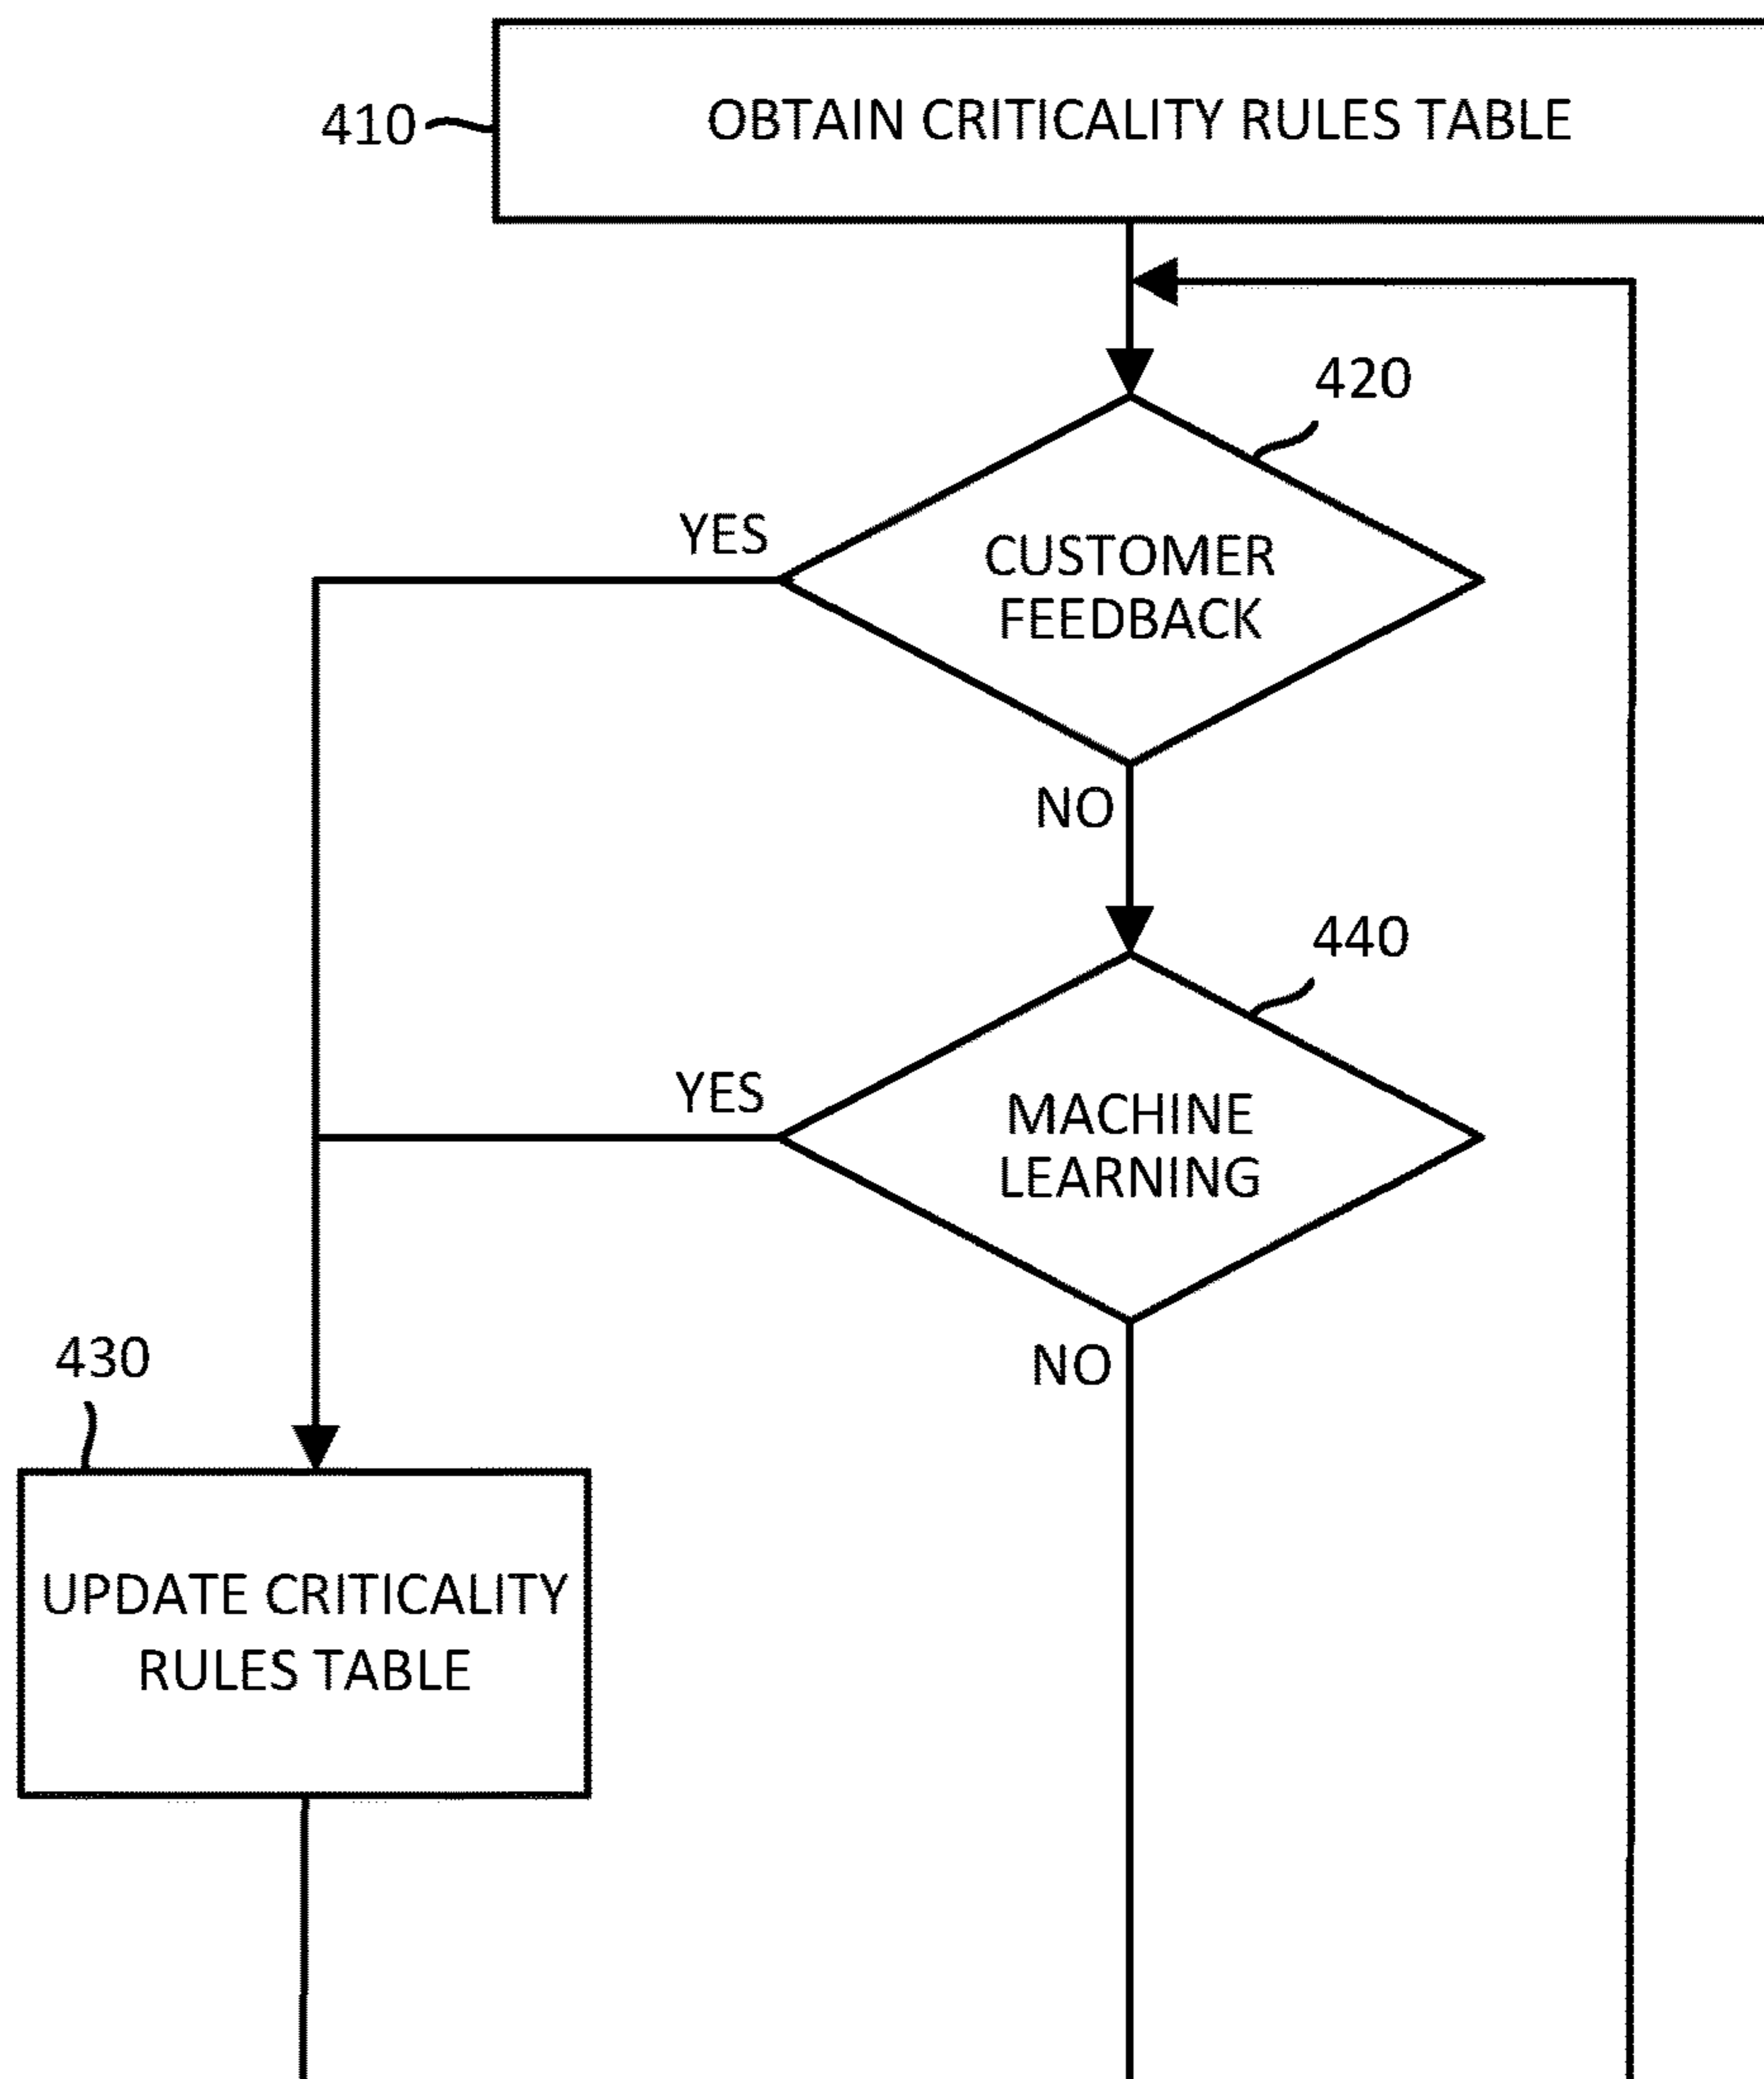 410
OBTAIN CRITICALITY RULES TABLE
420
YES
CUSTOMER
FEEDBACK
NO
440
YES
MACHINE
LEARNING
NO
430
UPDATE CRITICALITY
RULES TABLE